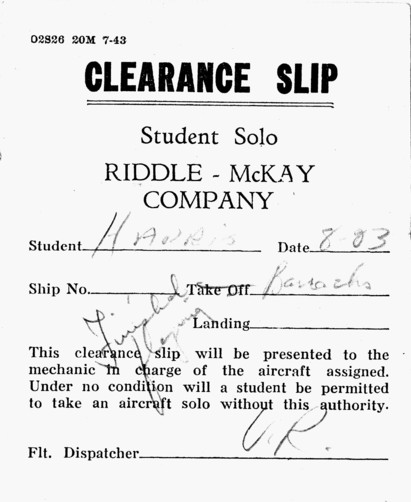 02S26 20M 7-43
CLEARANCE SLIP
Student Solo
RIDDLE - McKAY
COMPANY
Student HARRIS Date 8-03
Ship No. Take Off Barracks
Landing
This clearance slip will be presented to the
mechanic in charge of the aircraft assigned.
Under no condition will a student be permitted
to take an aircraft solo without this authority.
Flt. Dispatcher